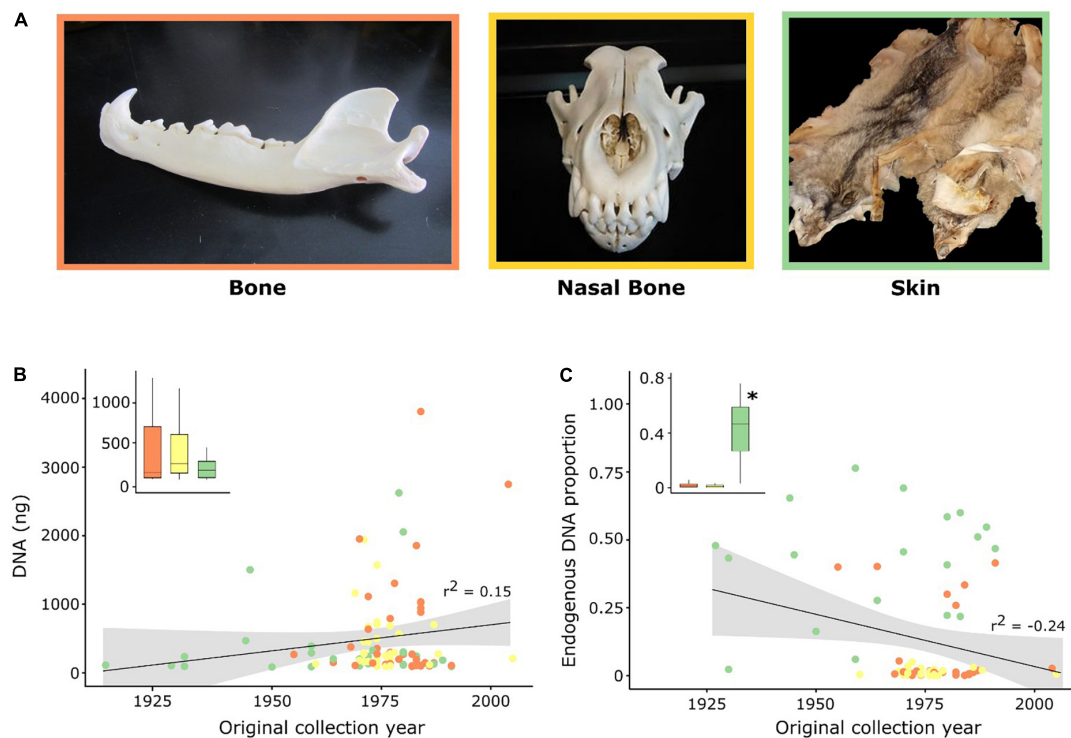 A
Bone
Nasal Bone
Skin
B
4000
3000
2000
1000
0
DNA (ng)
1000
500
0
r² = 0.15
1925
1950
1975
2000
Original collection year
C
1.00
0.75
0.50
0.25
0
Endogenous DNA proportion
0.8
0.4
0
*
r² = -0.24
1925
1950
1975
2000
Original collection year